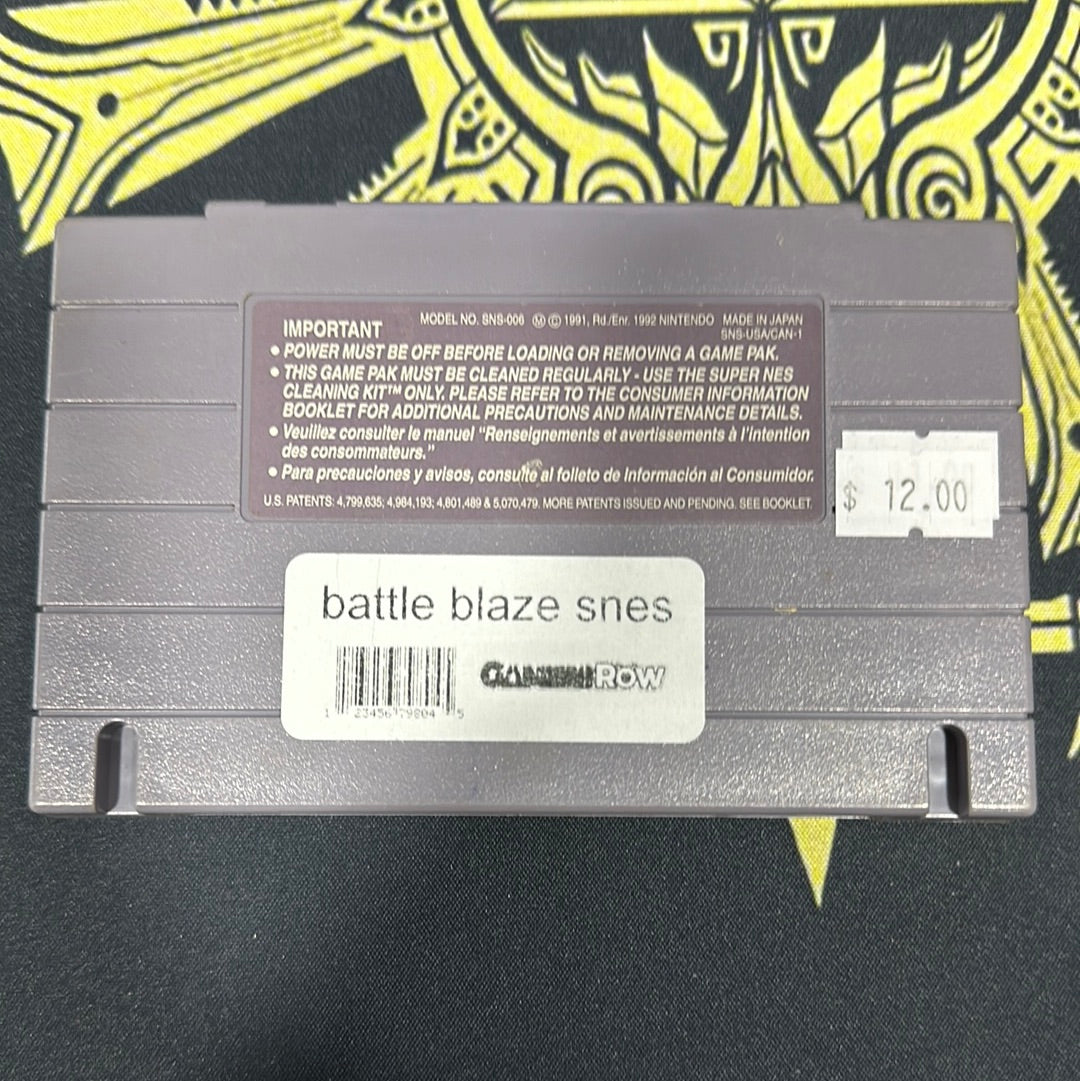 IMPORTANT
MODEL NO. SNS-006 Ⓜ © 1991, Rd./Enr. 1992 NINTENDO MADE IN JAPAN
SNS-USA/CAN-1
• POWER MUST BE OFF BEFORE LOADING OR REMOVING A GAME PAK.
• THIS GAME PAK MUST BE CLEANED REGULARLY - USE THE SUPER NES
CLEANING KIT™ ONLY. PLEASE REFER TO THE CONSUMER INFORMATION
BOOKLET FOR ADDITIONAL PRECAUTIONS AND MAINTENANCE DETAILS.
• Veuillez consulter le manuel "Renseignements et avertissements à l'intention
des consommateurs."
• Para precauciones y avisos, consulte al folleto de Información al Consumidor.
U.S. PATENTS: 4,799,635; 4,984,193; 4,801,489 & 5,070,479. MORE PATENTS ISSUED AND PENDING. SEE BOOKLET.
$ 12.00
battle blaze snes
ROW